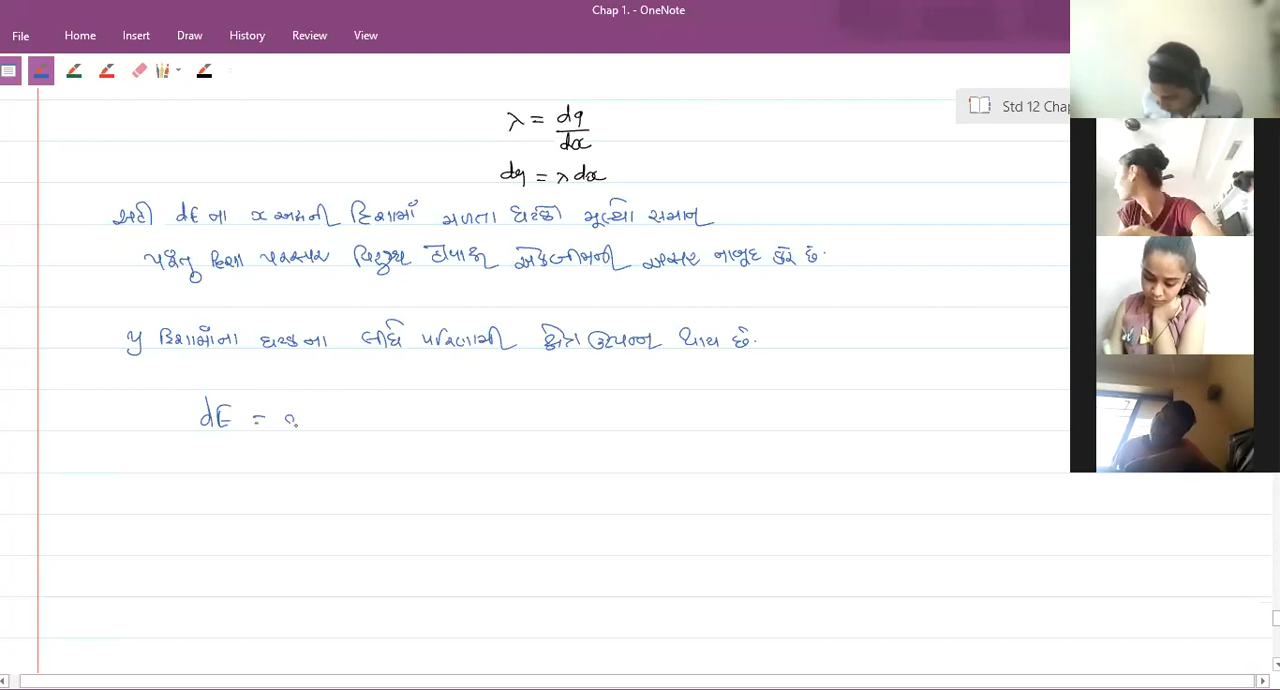 Chap 1. - OneNote
File Home Insert Draw History Review View
Std 12 Chap
λ = dq/dx
dq = λ dx
અહી dE ના x અક્ષની દિશામાઁ મળતા ઘટકો મૂલ્યો સમાન
પરંતુ દિશા પરસ્પર વિરુધ્ધ હોવાથી એકબીજાની અસર નાબૂદ કરે છે.
y દિશામાઁના ઘટકના લીધે પરિણામી ક્ષેત્ર ઉત્પન્ન થાય છે.
dE =